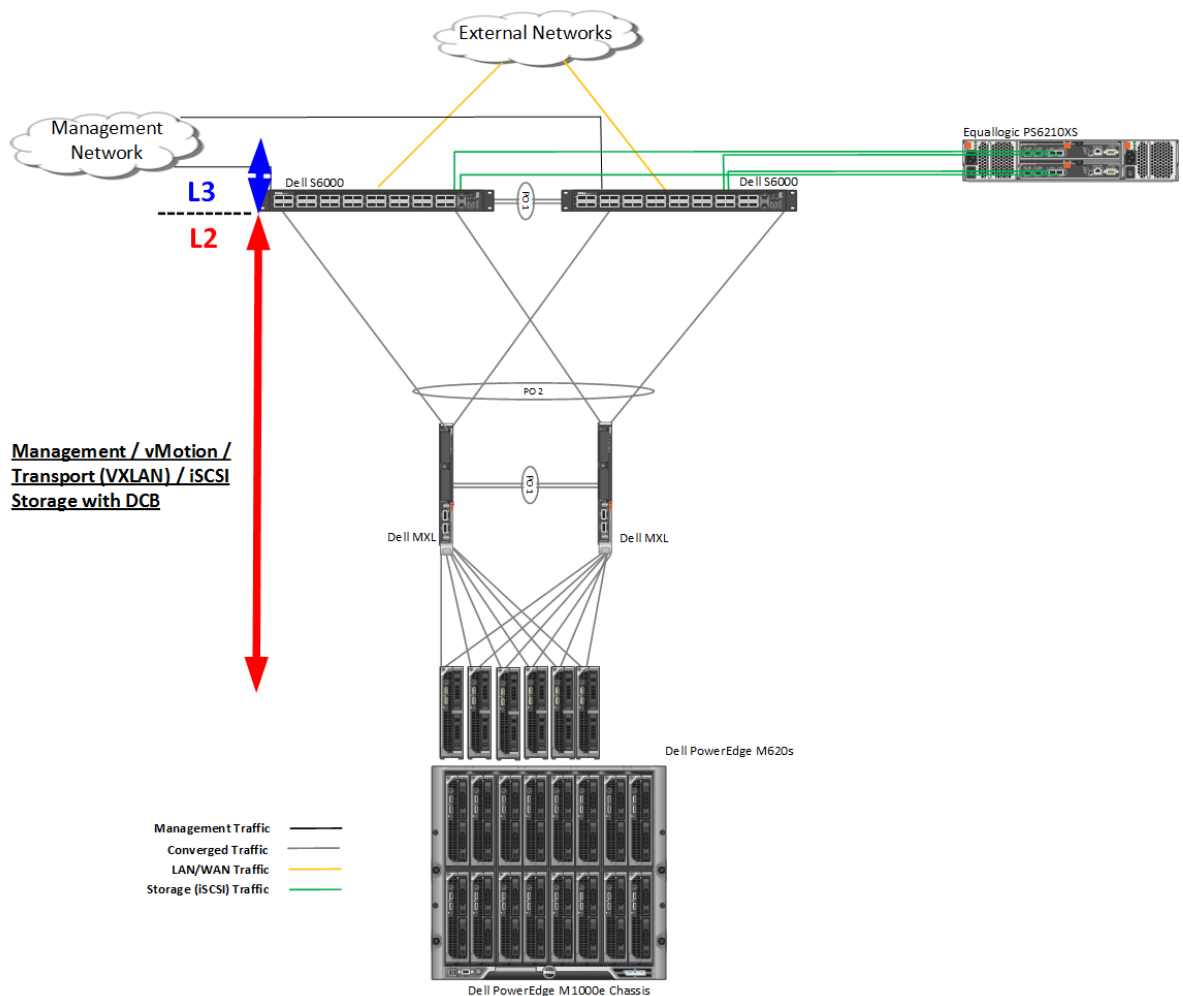 External Networks
Management
Network
Equallogic PS6210XS
L3
Dell S6000
PO 1
Dell S6000
L2
PO 2
Management / vMotion /
Transport (VXLAN) / iSCSI
Storage with DCB
PO 1
Dell MXL
Dell MXL
Dell PowerEdge M620s
Management Traffic
Converged Traffic
LAN/WAN Traffic
Storage (iSCSI) Traffic
Dell PowerEdge M1000e Chassis